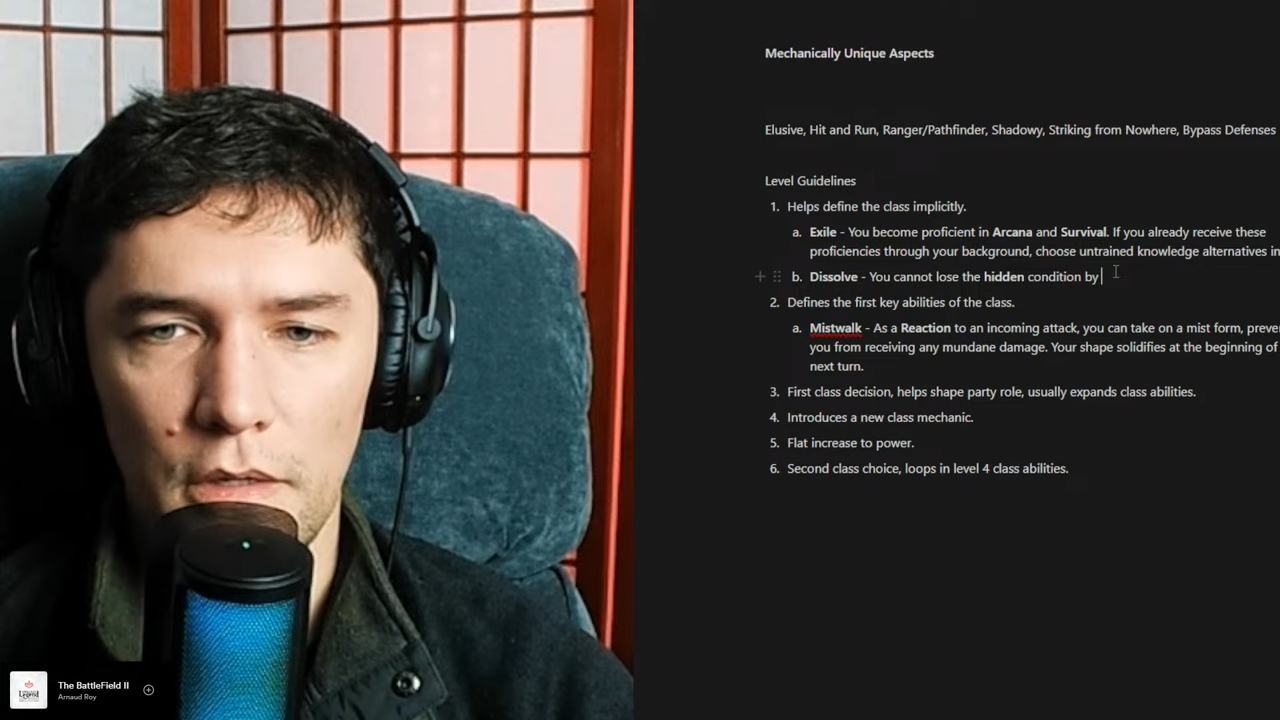 Mechanically Unique Aspects
Elusive, Hit and Run, Ranger/Pathfinder, Shadowy, Striking from Nowhere, Bypass Defenses
Level Guidelines
1. Helps define the class implicitly.
a. Exile - You become proficient in Arcana and Survival. If you already receive these
proficiencies through your background, choose untrained knowledge alternatives in
b. Dissolve - You cannot lose the hidden condition by
2. Defines the first key abilities of the class.
a. Mistwalk - As a Reaction to an incoming attack, you can take on a mist form, preve
you from receiving any mundane damage. Your shape solidifies at the beginning of
next turn.
3. First class decision, helps shape party role, usually expands class abilities.
4. Introduces a new class mechanic.
5. Flat increase to power.
6. Second class choice, loops in level 4 class abilities.
The BattleField II
Arnaud Roy